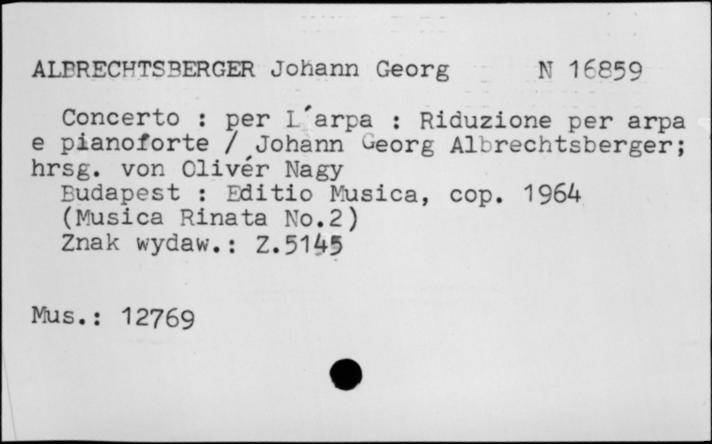 ALBRECHTSBERGER Johann Georg N 16859
Concerto : per L´arpa : Riduzione per arpa
e pianoforte / Johann Georg Albrechtsberger;
hrsg. von Olivér Nagy
Budapest : Editio Musica, cop. 1964
(Musica Rinata No.2)
Znak wydaw.: Z.5145
Mus.: 12769